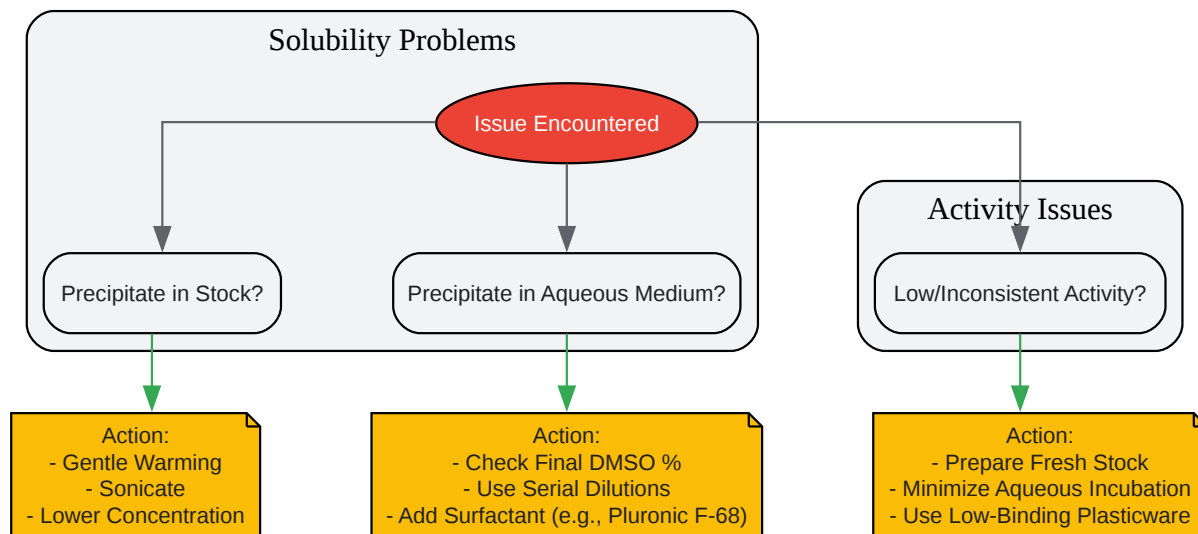 Solubility Problems
Issue Encountered
Activity Issues
Precipitate in Stock?
Precipitate in Aqueous Medium?
Low/Inconsistent Activity?
Action:
- Gentle Warming
- Sonicate
- Lower Concentration
Action:
- Check Final DMSO %
- Use Serial Dilutions
- Add Surfactant (e.g., Pluronic F-68)
Action:
- Prepare Fresh Stock
- Minimize Aqueous Incubation
- Use Low-Binding Plasticware